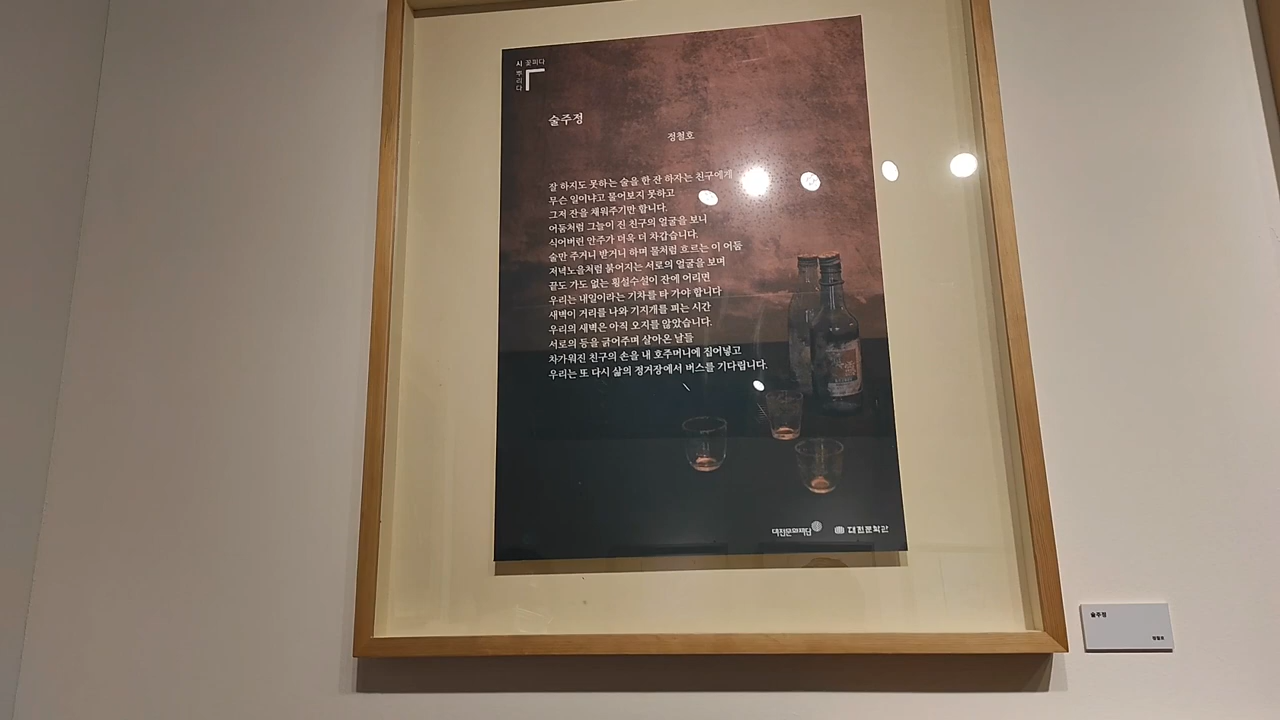 시 꽃피다
뿌리다
술주정
정철호
잘 하지도 못하는 술을 한 잔 하자는 친구에게
무슨 일이냐고 물어보지 못하고
그저 잔을 채워주기만 합니다.
어둠처럼 그늘이 진 친구의 얼굴을 보니
식어버린 안주가 더욱 더 차갑습니다.
술만 주거니 받거니 하며 물처럼 흐르는 이 어둠
저녁노을처럼 붉어지는 서로의 얼굴을 보며
끝도 가도 없는 횡설수설이 잔에 어리면
우리는 내일이라는 기차를 타 가야 합니다
새벽이 거리를 나와 기지개를 피는 시간
우리의 새벽은 아직 오지를 않았습니다.
서로의 등을 긁어주며 살아온 날들
차가워진 친구의 손을 내 호주머니에 집어넣고
우리는 또 다시 삶의 정거장에서 버스를 기다립니다.
대전문화재단 대전문학관
술주정
정철호